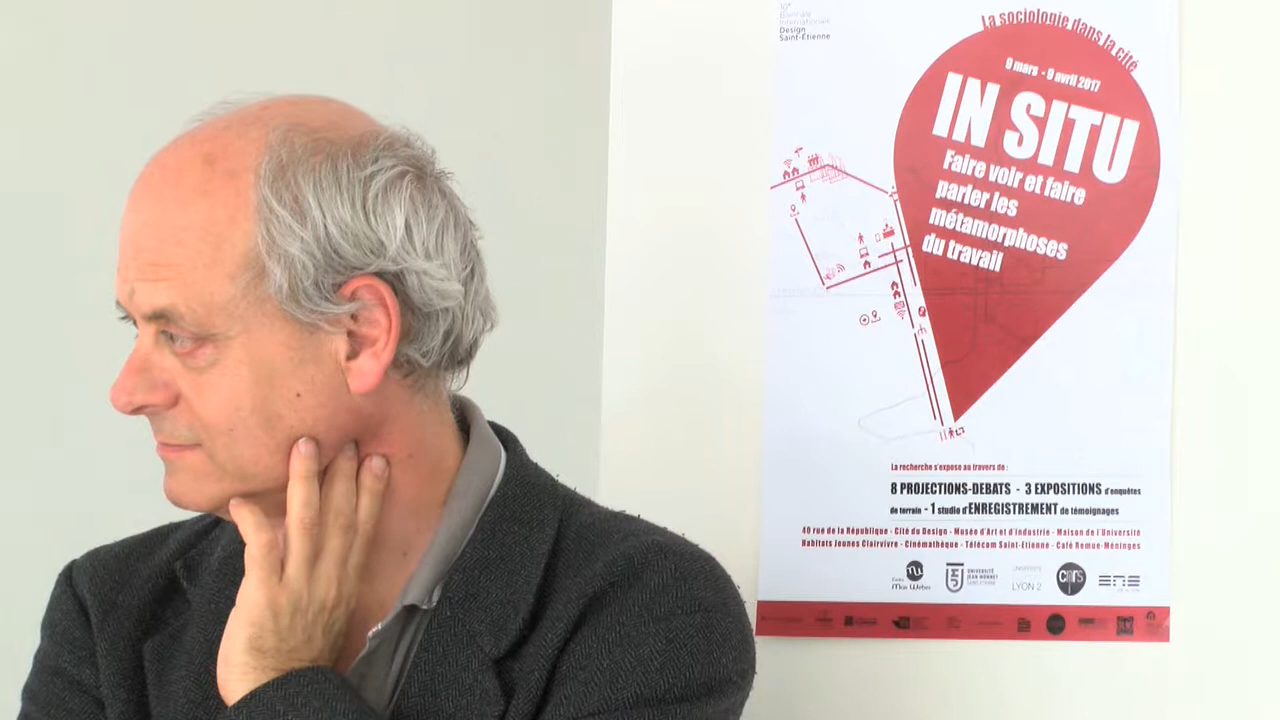 10e
Biennale
Internationale
Design
Saint-Étienne
La sociologie dans la cité
9 mars - 9 avril 2017
IN SITU
Faire voir et faire
parler les
métamorphoses
du travail
La recherche s'expose au travers de :
8 PROJECTIONS-DEBATS - 3 EXPOSITIONS d'enquêtes
de terrain - 1 studio d'ENREGISTREMENT de témoignages
40 rue de la République - Cité du Design - Musée d'Art et d'Industrie - Maison de l'Université
Habitats Jeunes Clairvivre - Cinémathèque - Télécom Saint-Etienne - Café Remue-Méninges
Centre
Max Weber
UNIVERSITÉ
JEAN MONNET
SAINT-ÉTIENNE
UNIVERSITÉ
LYON 2
cnrs
ENS